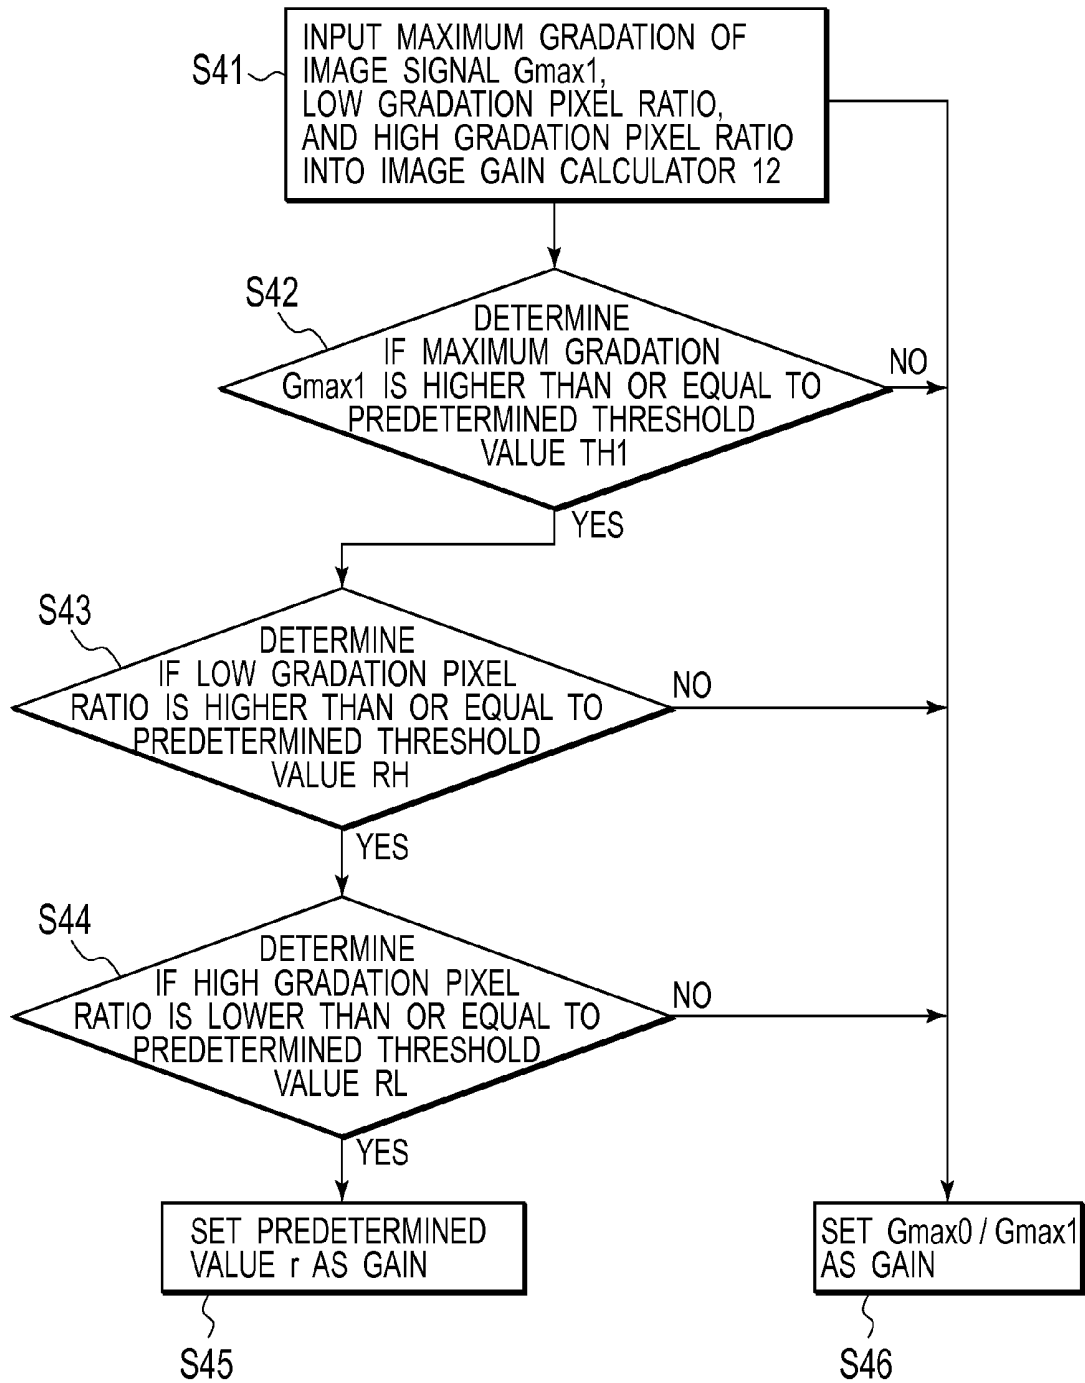 S41
INPUT MAXIMUM GRADATION OF
IMAGE SIGNAL Gmax1,
LOW GRADATION PIXEL RATIO,
AND HIGH GRADATION PIXEL RATIO
INTO IMAGE GAIN CALCULATOR 12
S42
DETERMINE
IF MAXIMUM GRADATION
Gmax1 IS HIGHER THAN OR EQUAL TO
PREDETERMINED THRESHOLD
VALUE TH1
NO
YES
S43
DETERMINE
IF LOW GRADATION PIXEL
RATIO IS HIGHER THAN OR EQUAL TO
PREDETERMINED THRESHOLD
VALUE RH
NO
YES
S44
DETERMINE
IF HIGH GRADATION PIXEL
RATIO IS LOWER THAN OR EQUAL TO
PREDETERMINED THRESHOLD
VALUE RL
NO
YES
SET PREDETERMINED
VALUE r AS GAIN
S45
SET Gmax0 / Gmax1
AS GAIN
S46